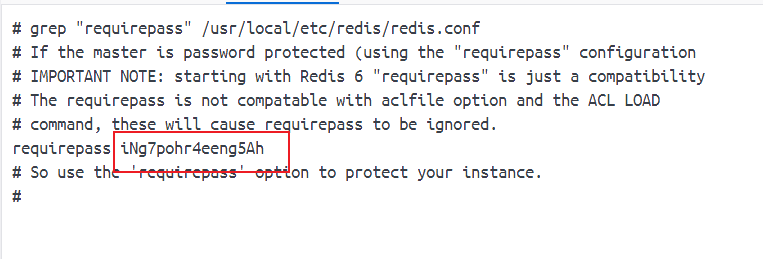 # grep "requirepass" /usr/local/etc/redis/redis.conf
# If the master is password protected (using the "requirepass" configuration
# IMPORTANT NOTE: starting with Redis 6 "requirepass" is just a compatibility
# The requirepass is not compatable with aclfile option and the ACL LOAD
# command, these will cause requirepass to be ignored.
requirepass iNg7pohr4eeng5Ah
# So use the 'requirepass' option to protect your instance.
#